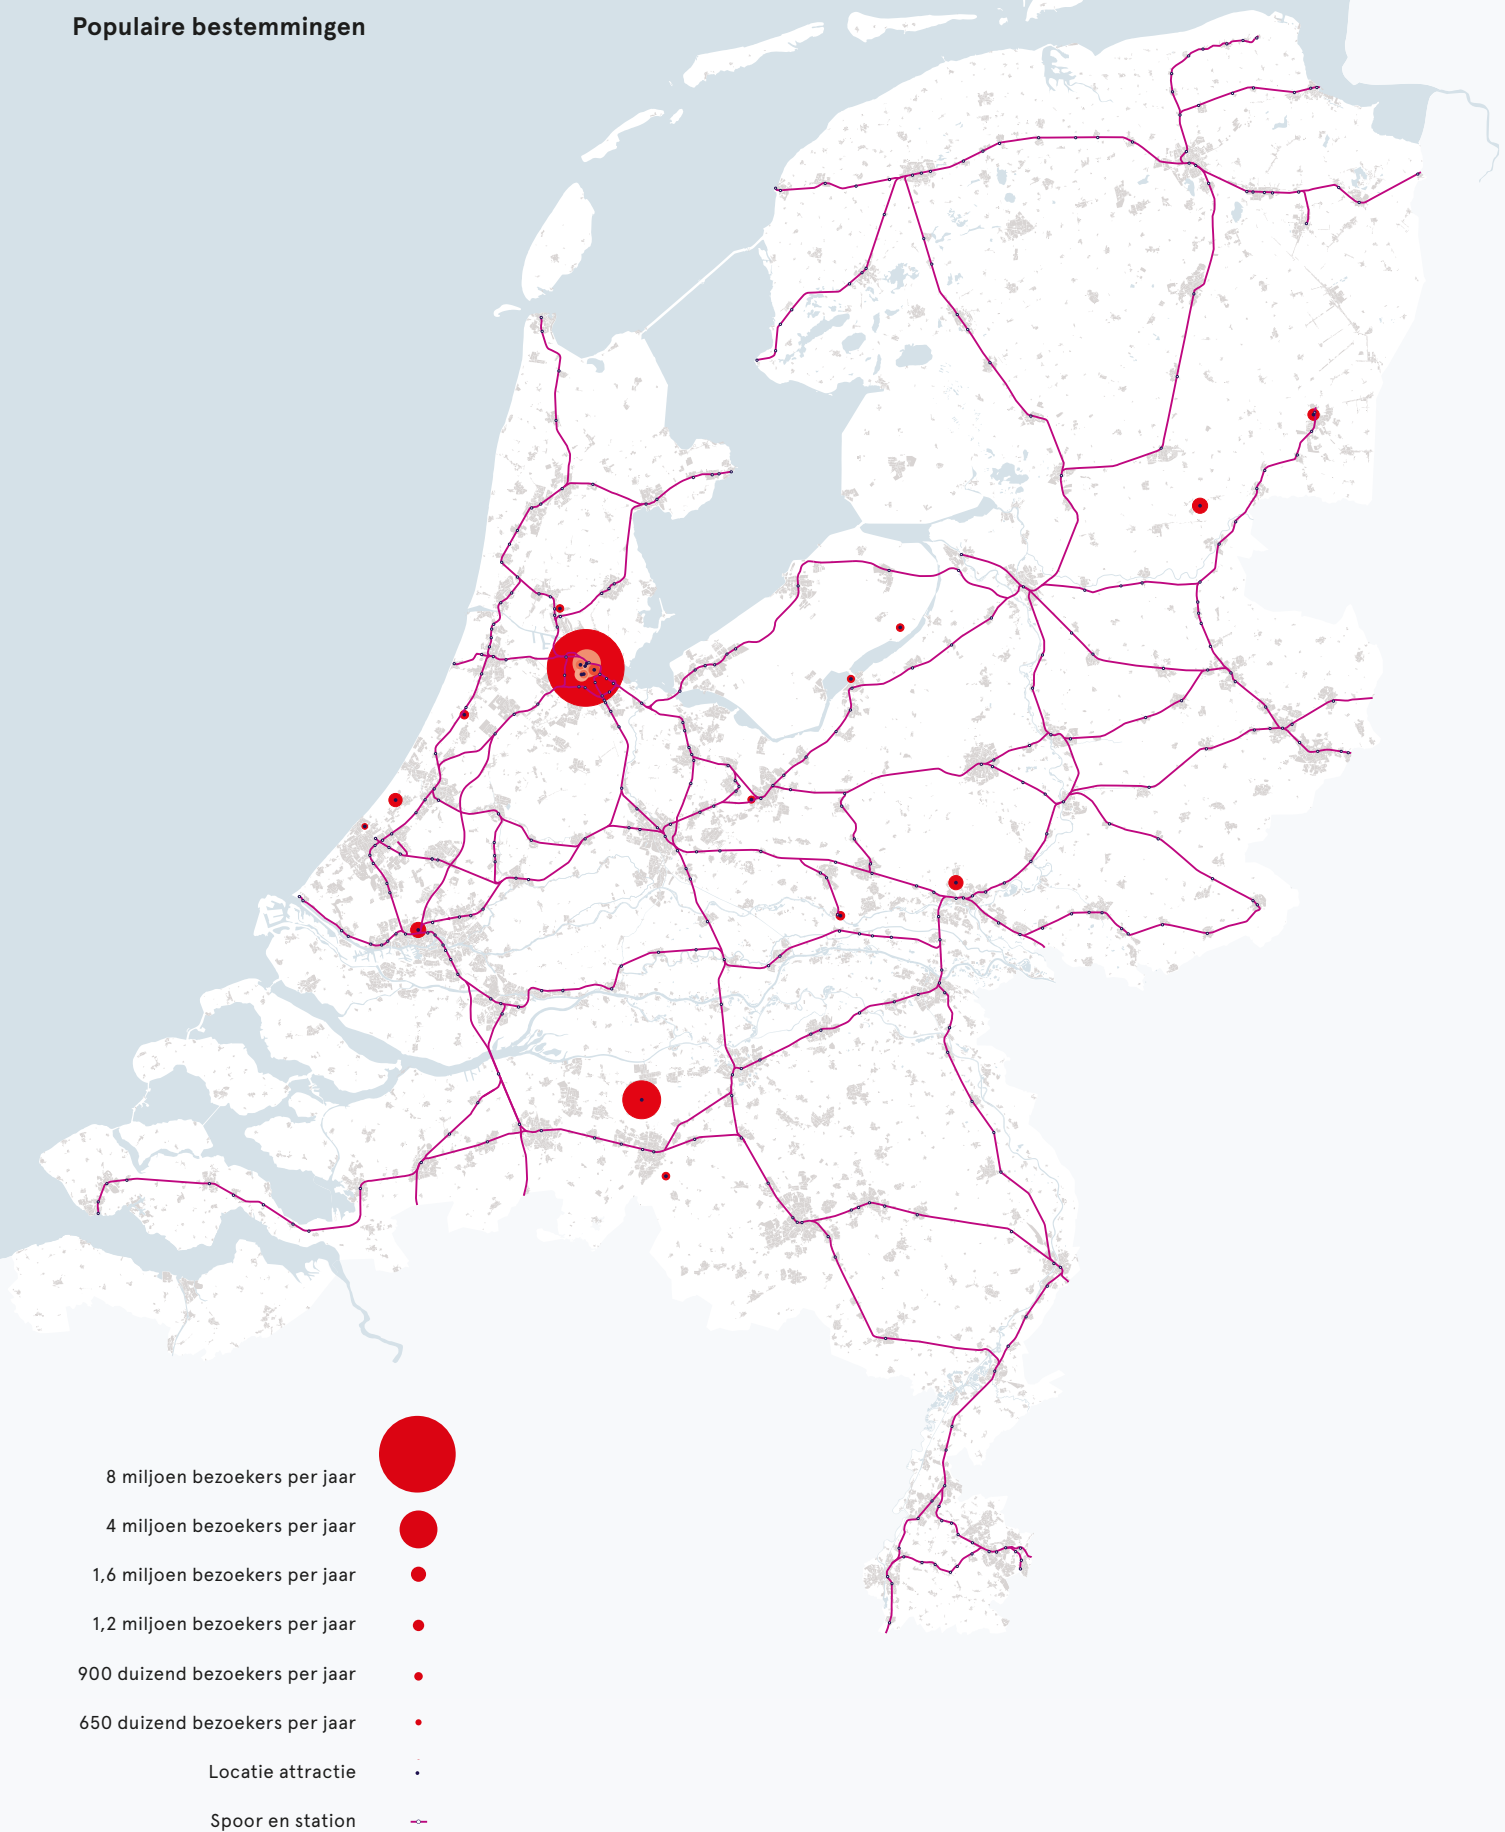 Populaire bestemmingen
8 miljoen bezoekers per jaar
4 miljoen bezoekers per jaar
1,6 miljoen bezoekers per jaar
1,2 miljoen bezoekers per jaar
900 duizend bezoekers per jaar
650 duizend bezoekers per jaar
Locatie attractie
Spoor en station